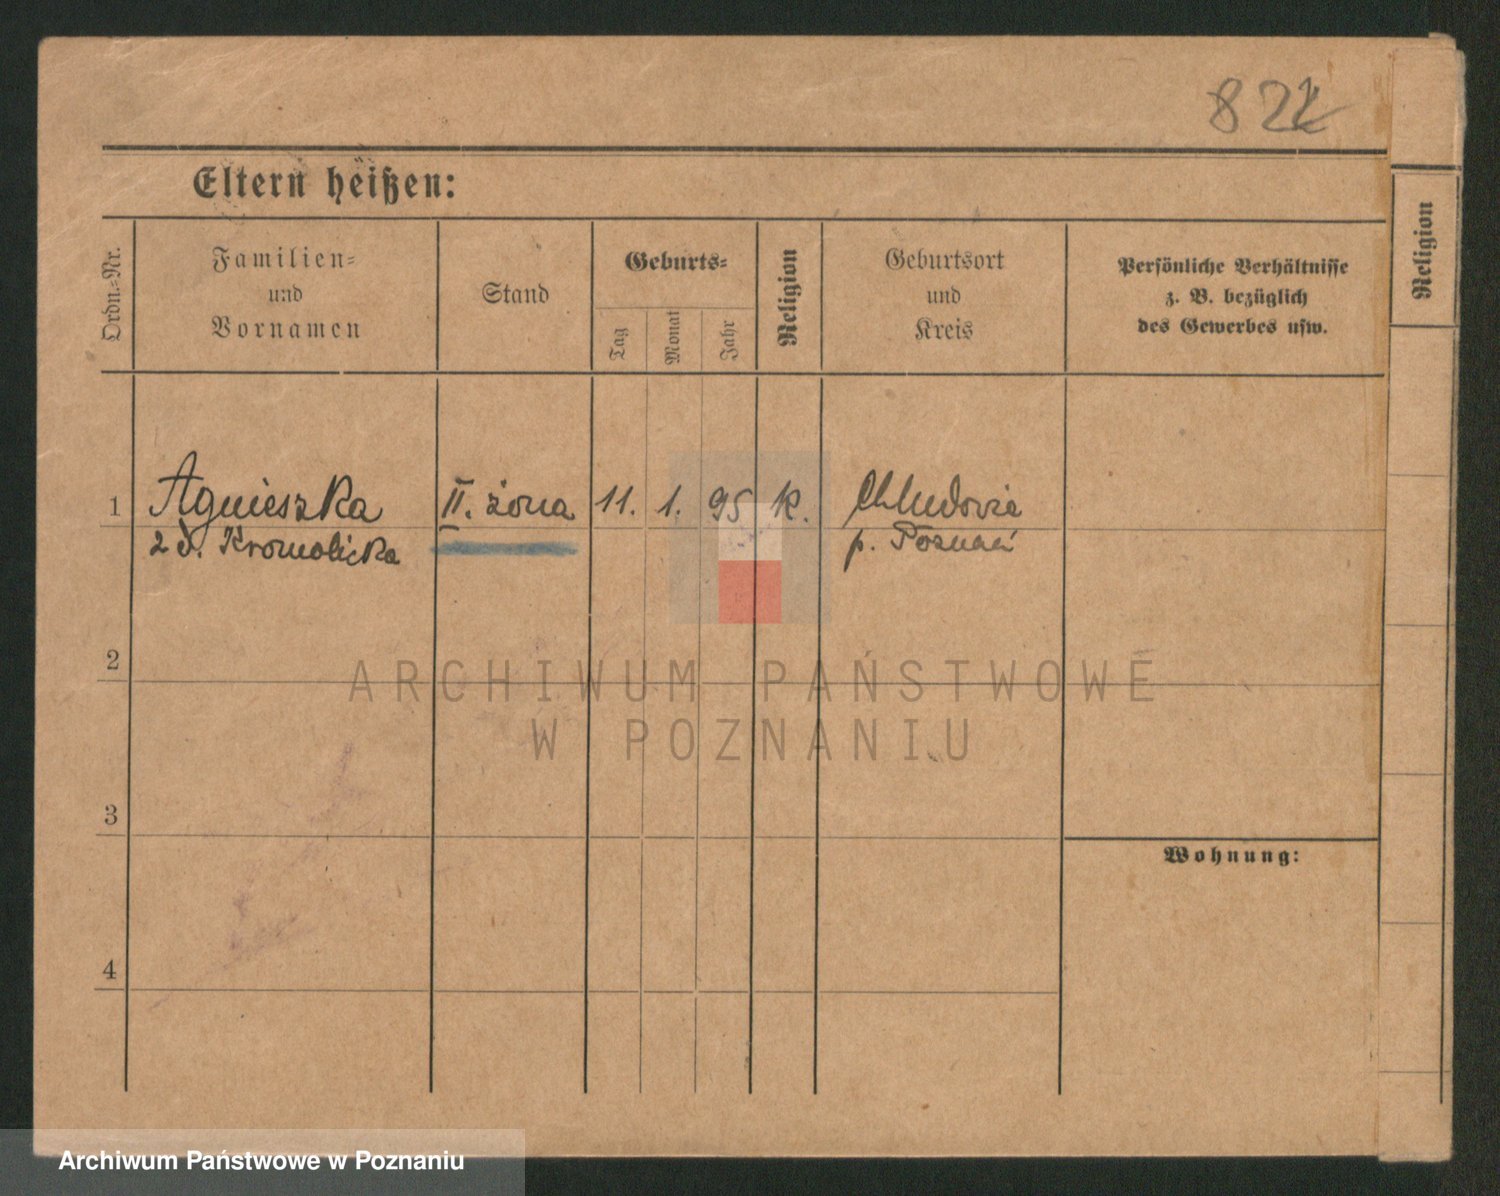 822
Eltern heißen:
Ordn.-Nr.
Familien-
und
Vornamen
Stand
Geburts-
Tag
Monat
Jahr
Religion
Geburtsort
und
Kreis
Persönliche Verhältnisse
z. B. bezüglich
des Gewerbes usw.
Religion
1 Agnieszka II. żona 11. 1. 95 k. Chludowie
z d. Kromolicka p. Poznań
2
3
4
Wohnung:
ARCHIWUM PAŃSTWOWE
W POZNANIU
Archiwum Państwowe w Poznaniu